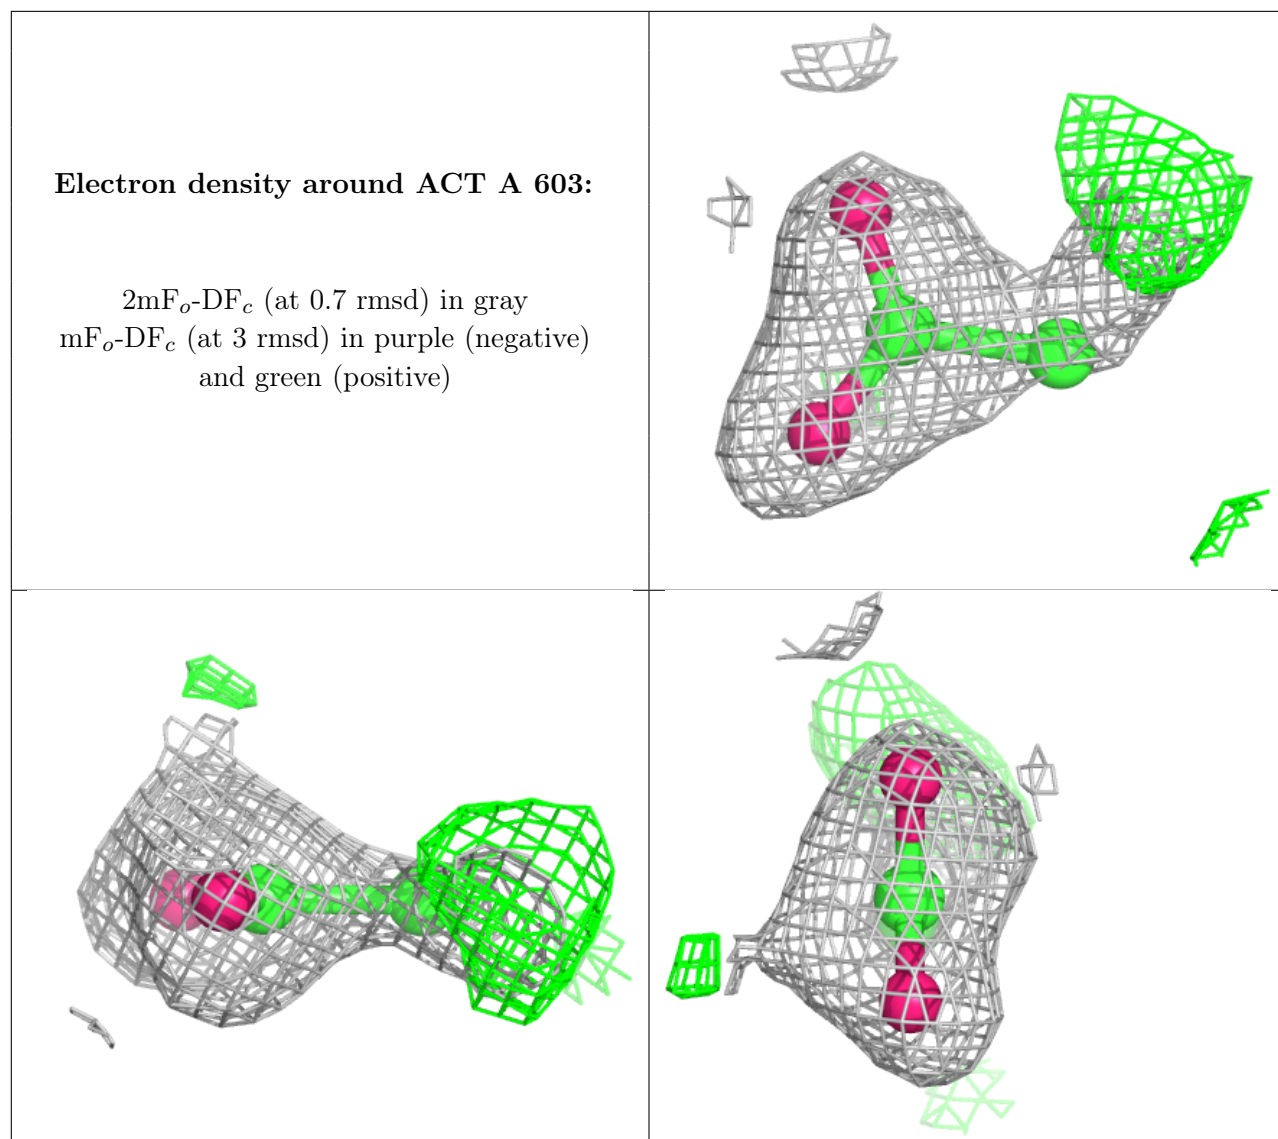 Electron density around ACT A 603:
2mFₒ-DF𝒸 (at 0.7 rmsd) in gray
mFₒ-DF𝒸 (at 3 rmsd) in purple (negative)
and green (positive)